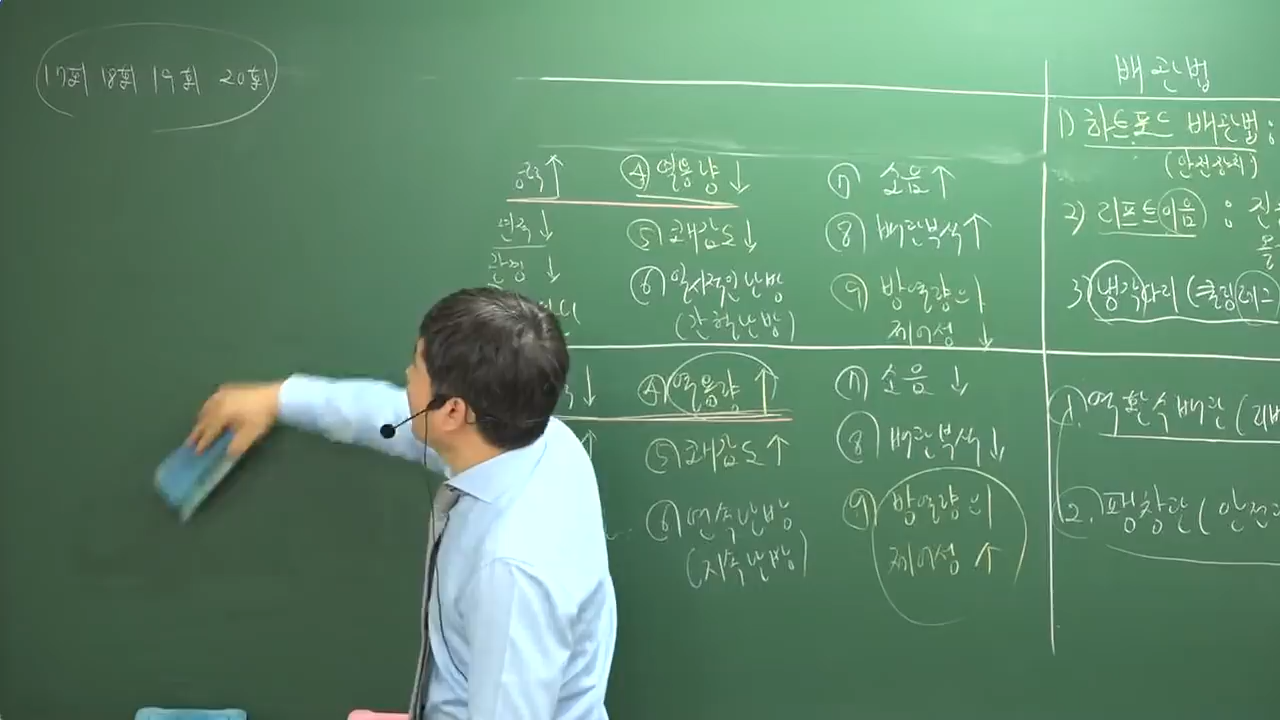 17회 18회 19회 20회
배관법
1) 하트포드 배관법 :
(안전장치)
2) 리프트이음 :
3) 냉각다리 (쿨링레그
④ 열용량 ↓
⑤ 쾌감도 ↓
⑥ 일시적인 난방
(간헐난방)
⑦ 소음 ↑
⑧ 배관부식 ↑
⑨ 방열량의
제어성 ↓
④ 열용량 ↑
⑤ 쾌감도 ↑
⑥ 연속난방
(지속난방)
⑦ 소음 ↓
⑧ 배관부식 ↓
⑨ 방열량의
제어성 ↑
1. 역환수배관 (리버
2. 팽창관 ( 안전